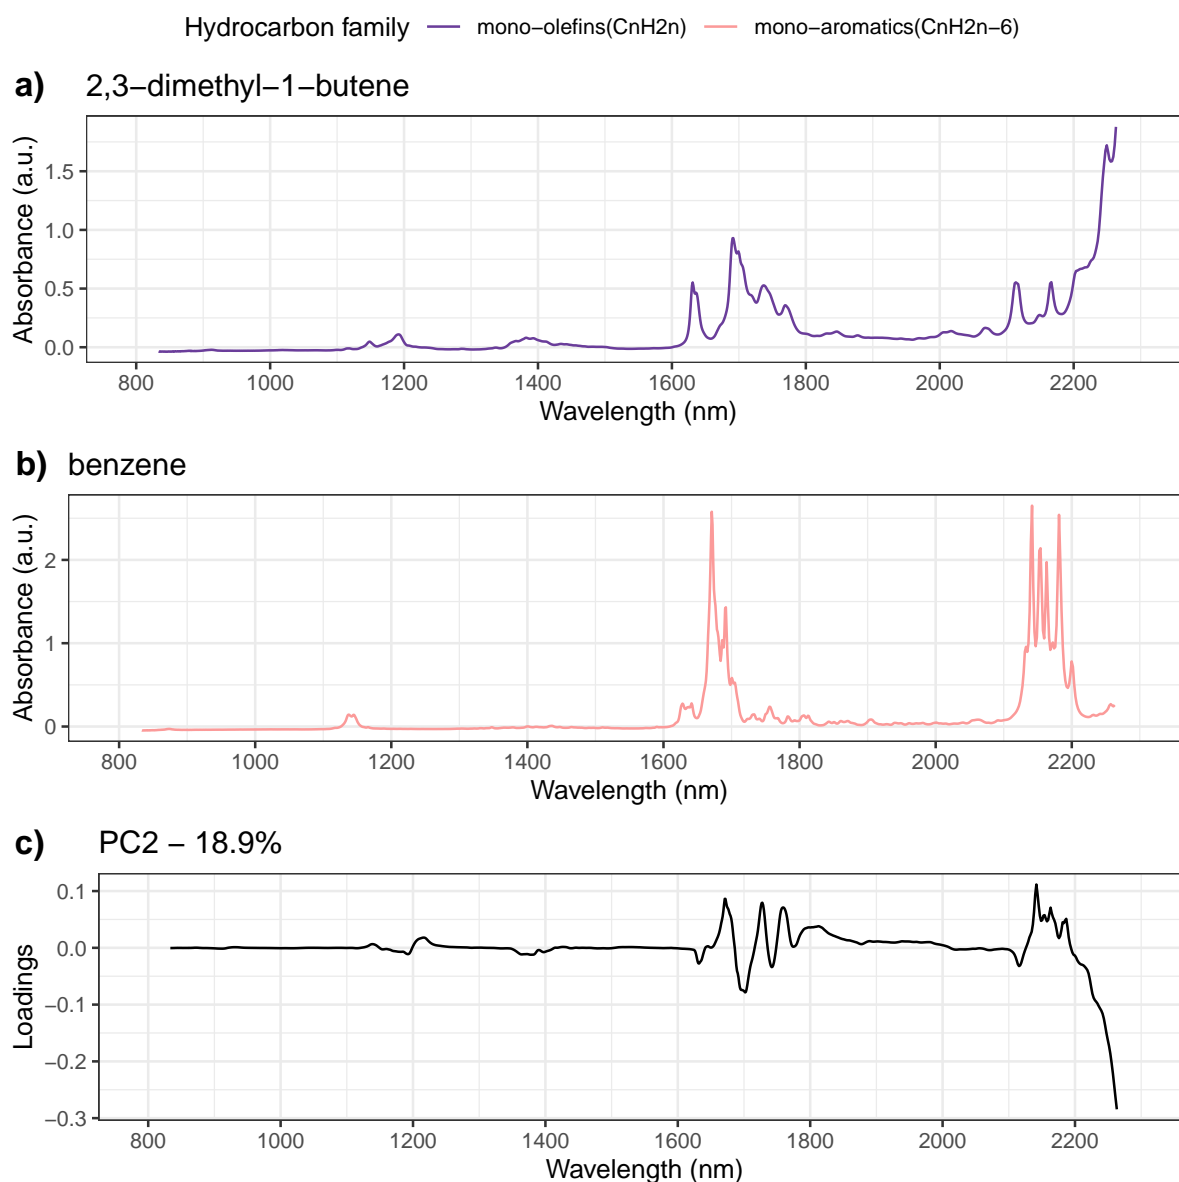 Hydrocarbon family mono−olefins(CnH2n) mono−aromatics(CnH2n−6)
a) 2,3−dimethyl−1−butene
Absorbance (a.u.)
1.5
1.0
0.5
0.0
800 1000 1200 1400 1600 1800 2000 2200
Wavelength (nm)
b) benzene
Absorbance (a.u.)
2
1
0
800 1000 1200 1400 1600 1800 2000 2200
Wavelength (nm)
c) PC2 − 18.9%
Loadings
0.1
0.0
−0.1
−0.2
−0.3
800 1000 1200 1400 1600 1800 2000 2200
Wavelength (nm)